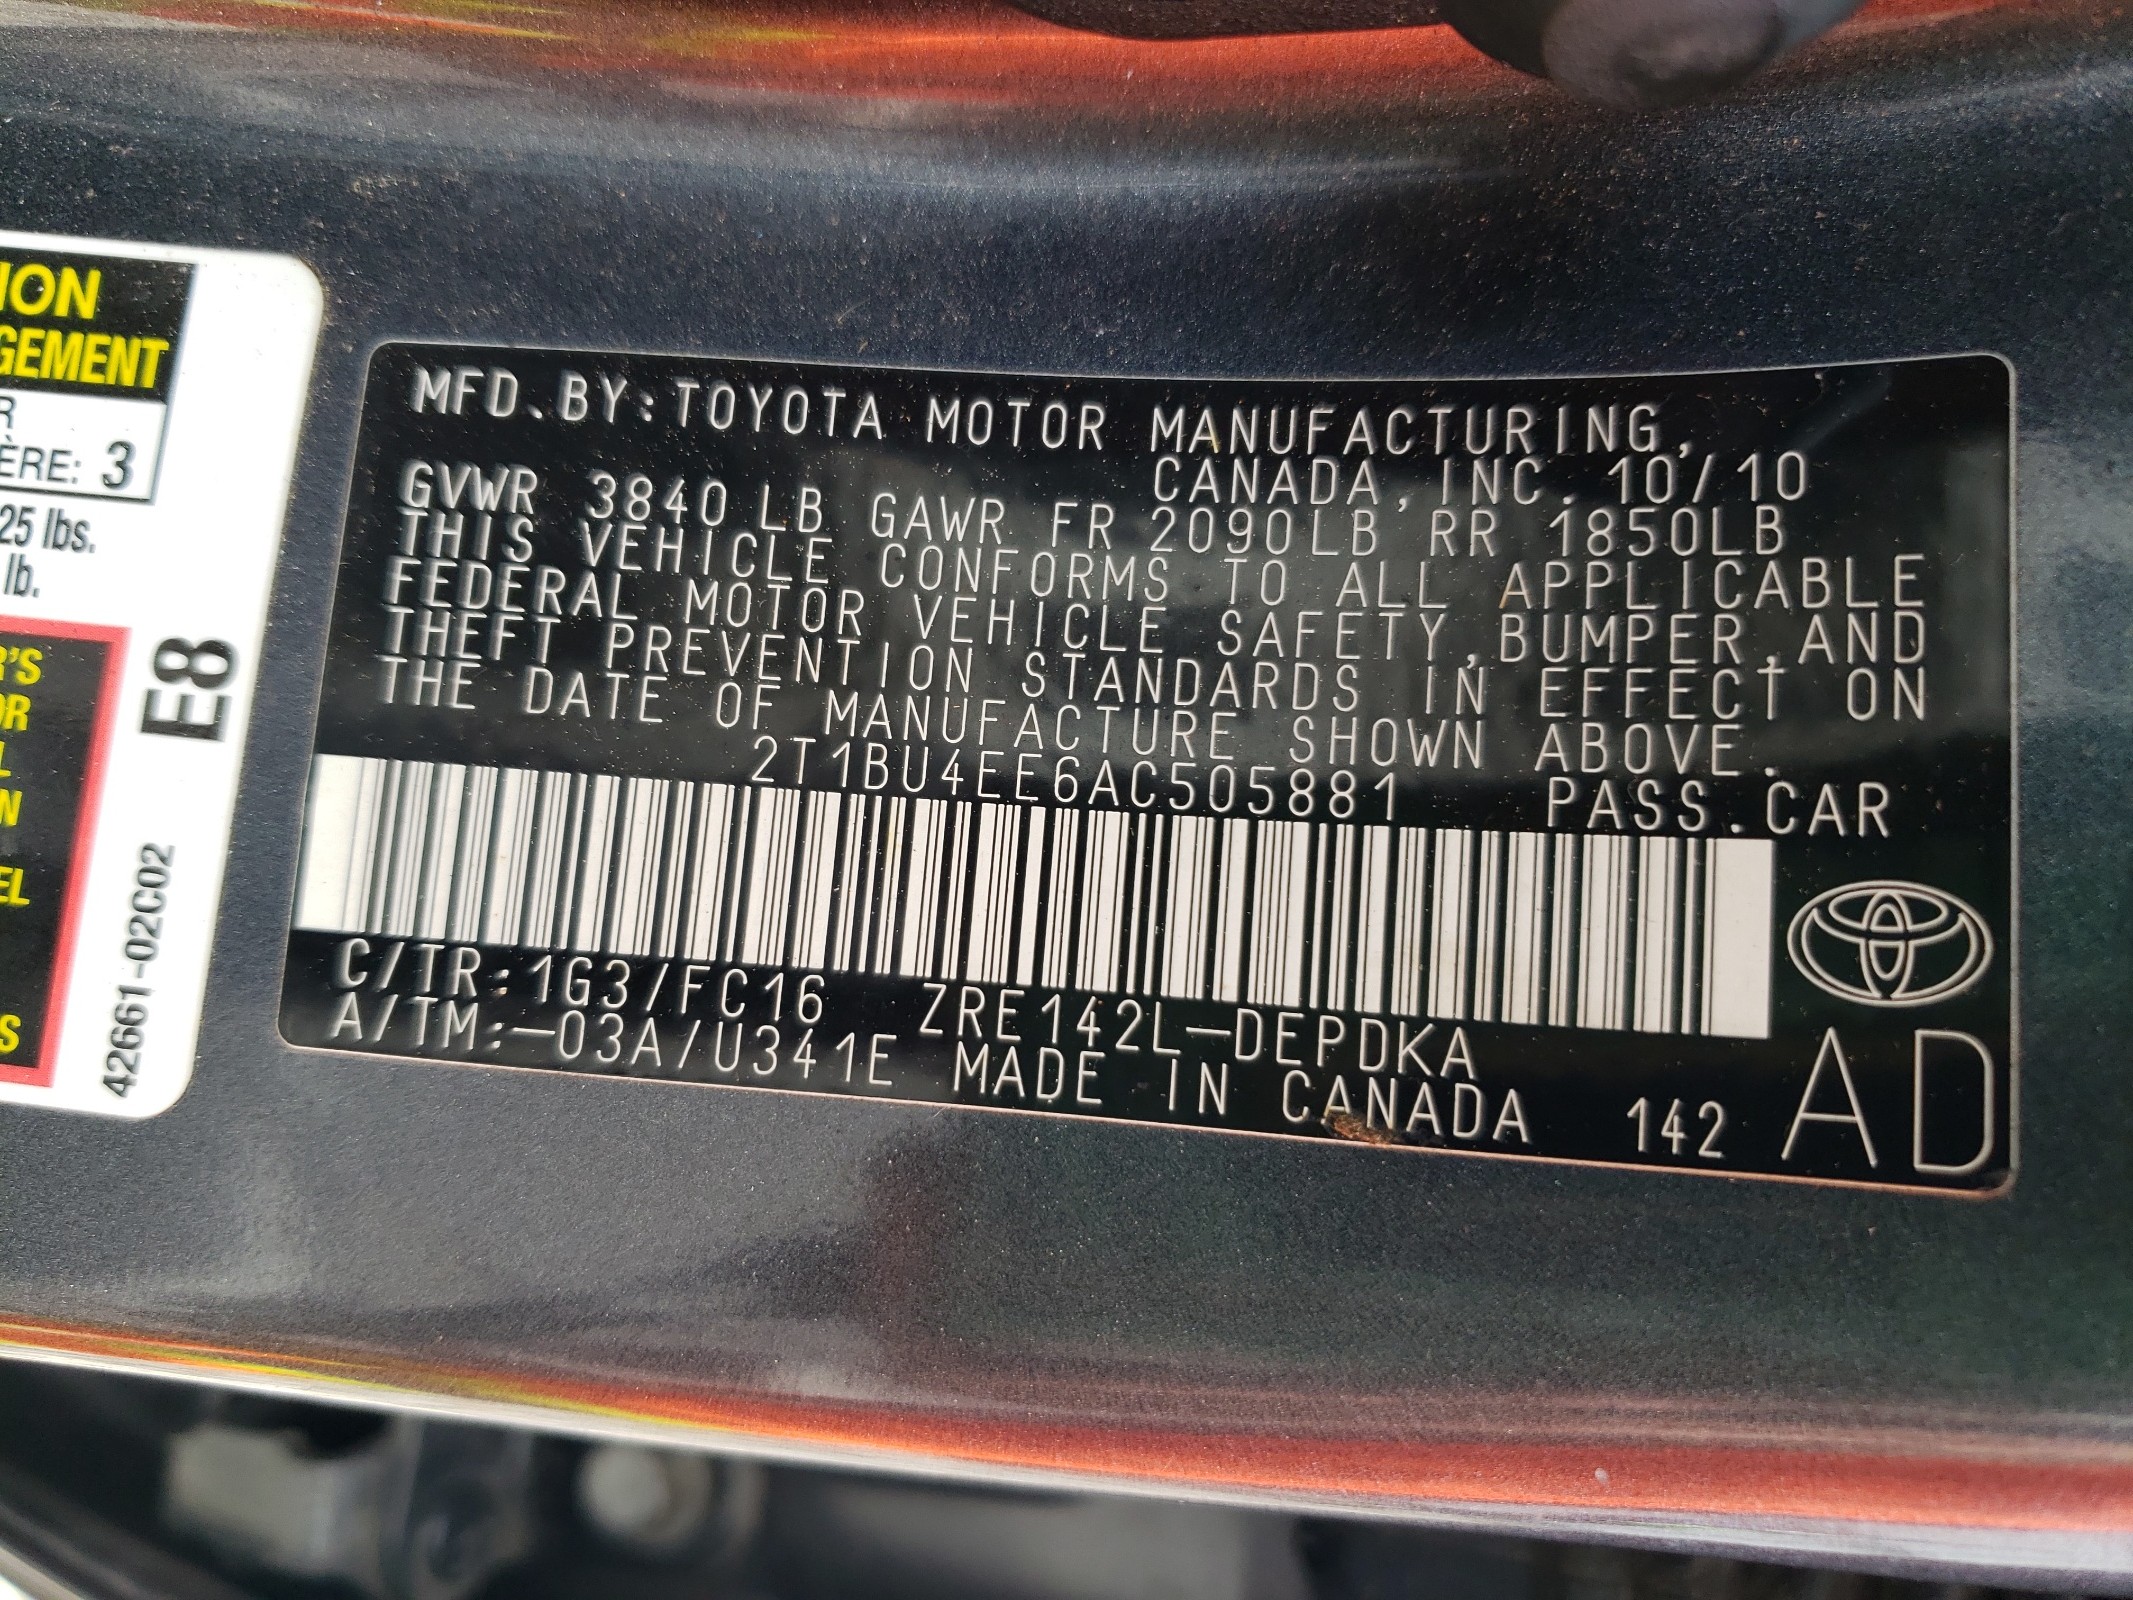 ION
GEMENT
R
ÈRE: 3
25 lbs.
lb.
R'S
OR
L
N
EL
S
E8
42661-02C02
MFD.BY:TOYOTA MOTOR MANUFACTURING,
CANADA, INC. 10/10
GVWR 3840LB GAWR FR 2090LB RR 1850LB
THIS VEHICLE CONFORMS TO ALL APPLICABLE
FEDERAL MOTOR VEHICLE SAFETY,BUMPER,AND
THEFT PREVENTION STANDARDS IN EFFECT ON
THE DATE OF MANUFACTURE SHOWN ABOVE.
2T1BU4EE6AC505881 PASS.CAR
C/TR:1G3/FC16 ZRE142L-DEPDKA
A/TM:-03A/U341E MADE IN CANADA 142 AD